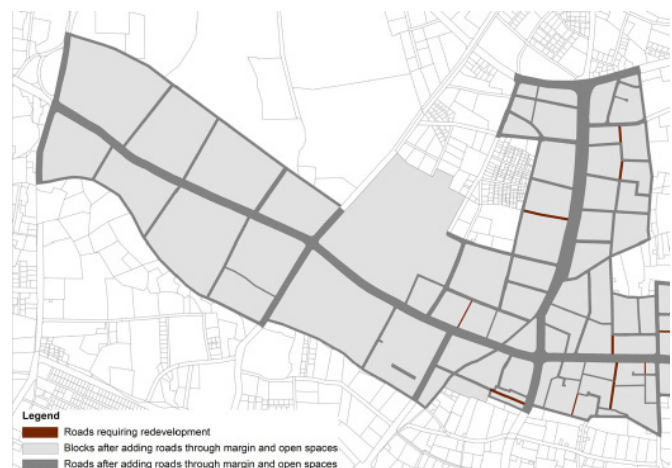 Legend
Roads requiring redevelopment
Blocks after adding roads through margin and open spaces
Roads after adding roads through margin and open spaces